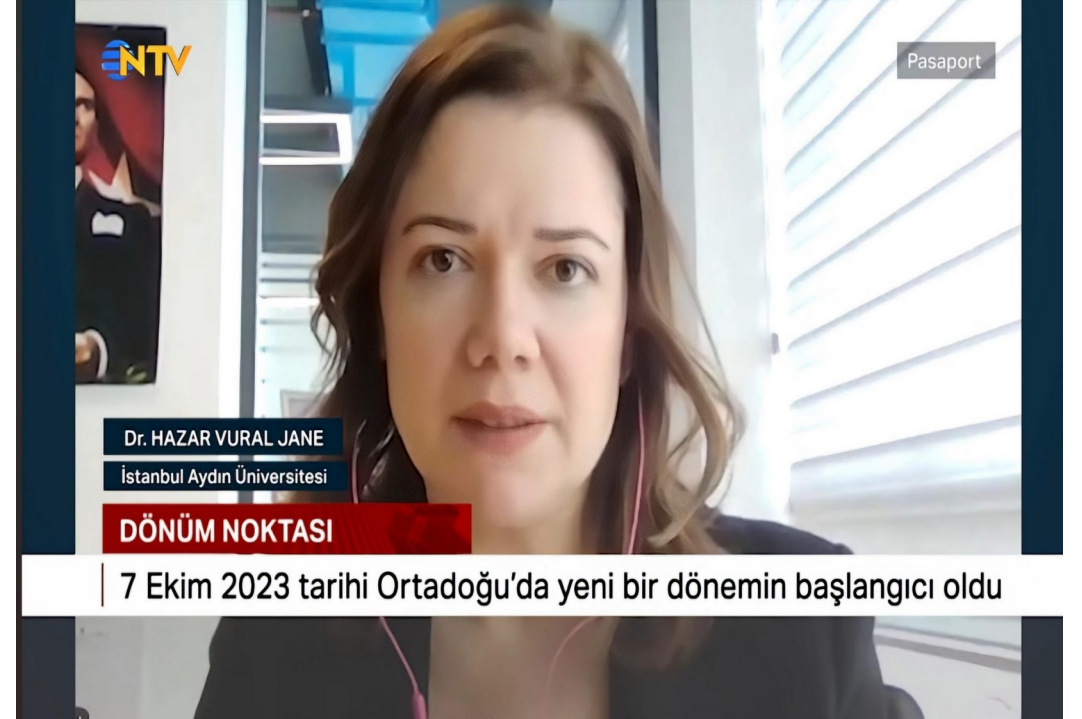 NTV
Pasaport
Dr. HAZAR VURAL JANE
İstanbul Aydın Üniversitesi
DÖNÜM NOKTASI
7 Ekim 2023 tarihi Ortadoğu'da yeni bir dönemin başlangıcı oldu